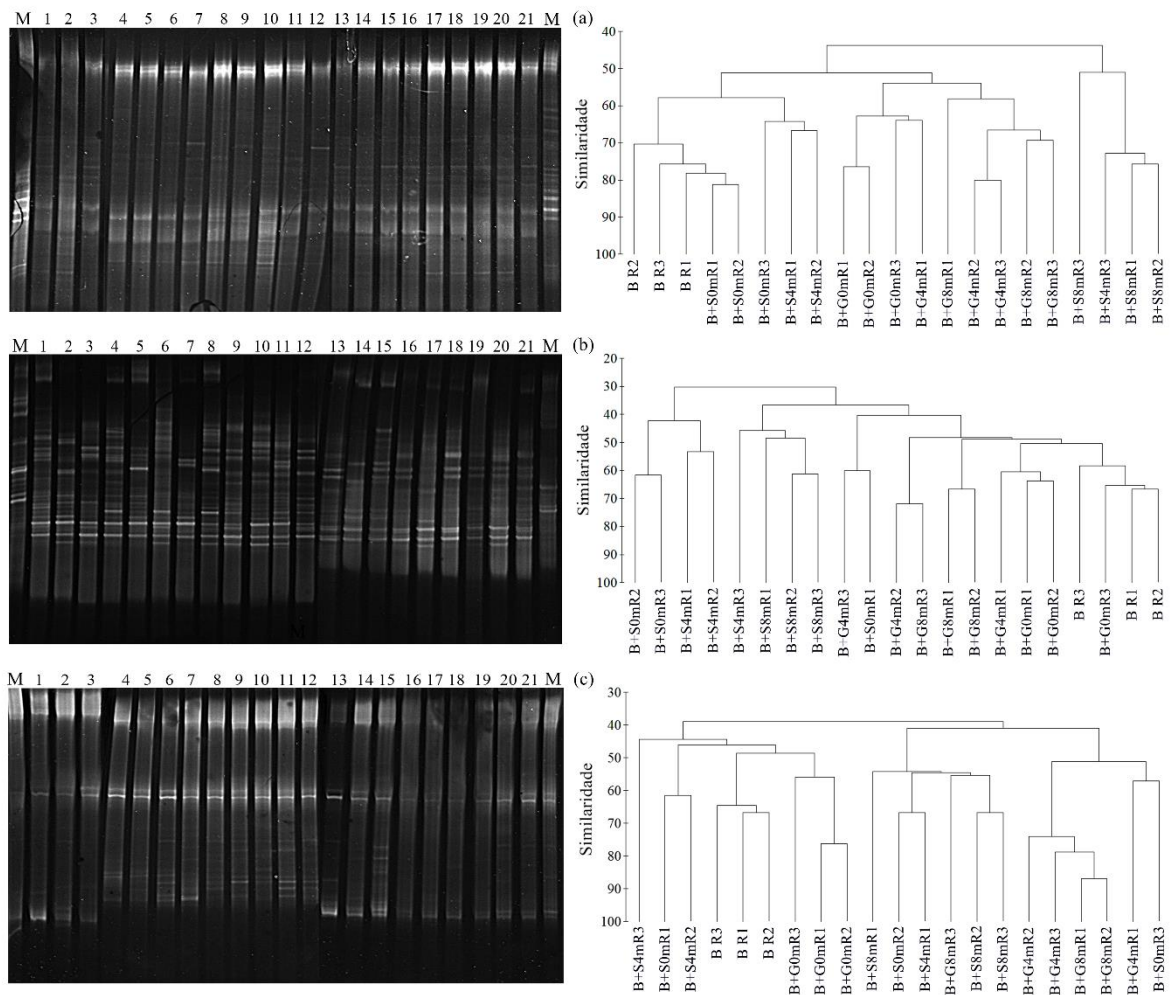 M 1 2 3 4 5 6 7 8 9 10 11 12 13 14 15 16 17 18 19 20 21 M
(a)
40
50
60
70
80
90
100
Similaridade
B R2 B R3 B R1 B+S0mR1 B+S0mR2 B+S0mR3 B+S4mR1 B+S4mR2 B+G0mR1 B+G0mR2 B+G0mR3 B+G4mR1 B+G8mR1 B+G4mR2 B+G4mR3 B+G8mR2 B+G8mR3 B+S8mR3 B+S4mR3 B+S8mR1 B+S8mR2
M 1 2 3 4 5 6 7 8 9 10 11 12 13 14 15 16 17 18 19 20 21 M
(b)
20
30
40
50
60
70
80
90
100
Similaridade
B+S0mR2 B+S0mR3 B+S4mR1 B+S4mR2 B+S4mR3 B+S8mR1 B+S8mR2 B+S8mR3 B+G4mR3 B+S0mR1 B+G4mR2 B+G8mR3 B+G8mR1 B+G8mR2 B+G4mR1 B+G0mR1 B+G0mR2 B R3 B+G0mR3 B R1 B R2
M 1 2 3 4 5 6 7 8 9 10 11 12 13 14 15 16 17 18 19 20 21 M
(c)
30
40
50
60
70
80
90
100
Similaridade
B+S4mR3 B+S0mR1 B+S4mR2 B R3 B R1 B R2 B+G0mR3 B+G0mR1 B+G0mR2 B+S8mR1 B+S0mR2 B+S4mR1 B+G8mR3 B+S8mR2 B+S8mR3 B+G4mR2 B+G4mR3 B+G8mR1 B+G8mR2 B+G4mR1 B+S0mR3